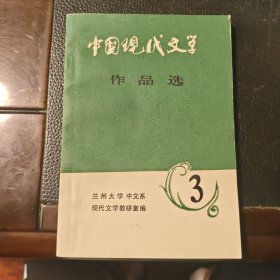 中国现代文学
作品选
兰州大学 中文系
现代文学教研室编
3